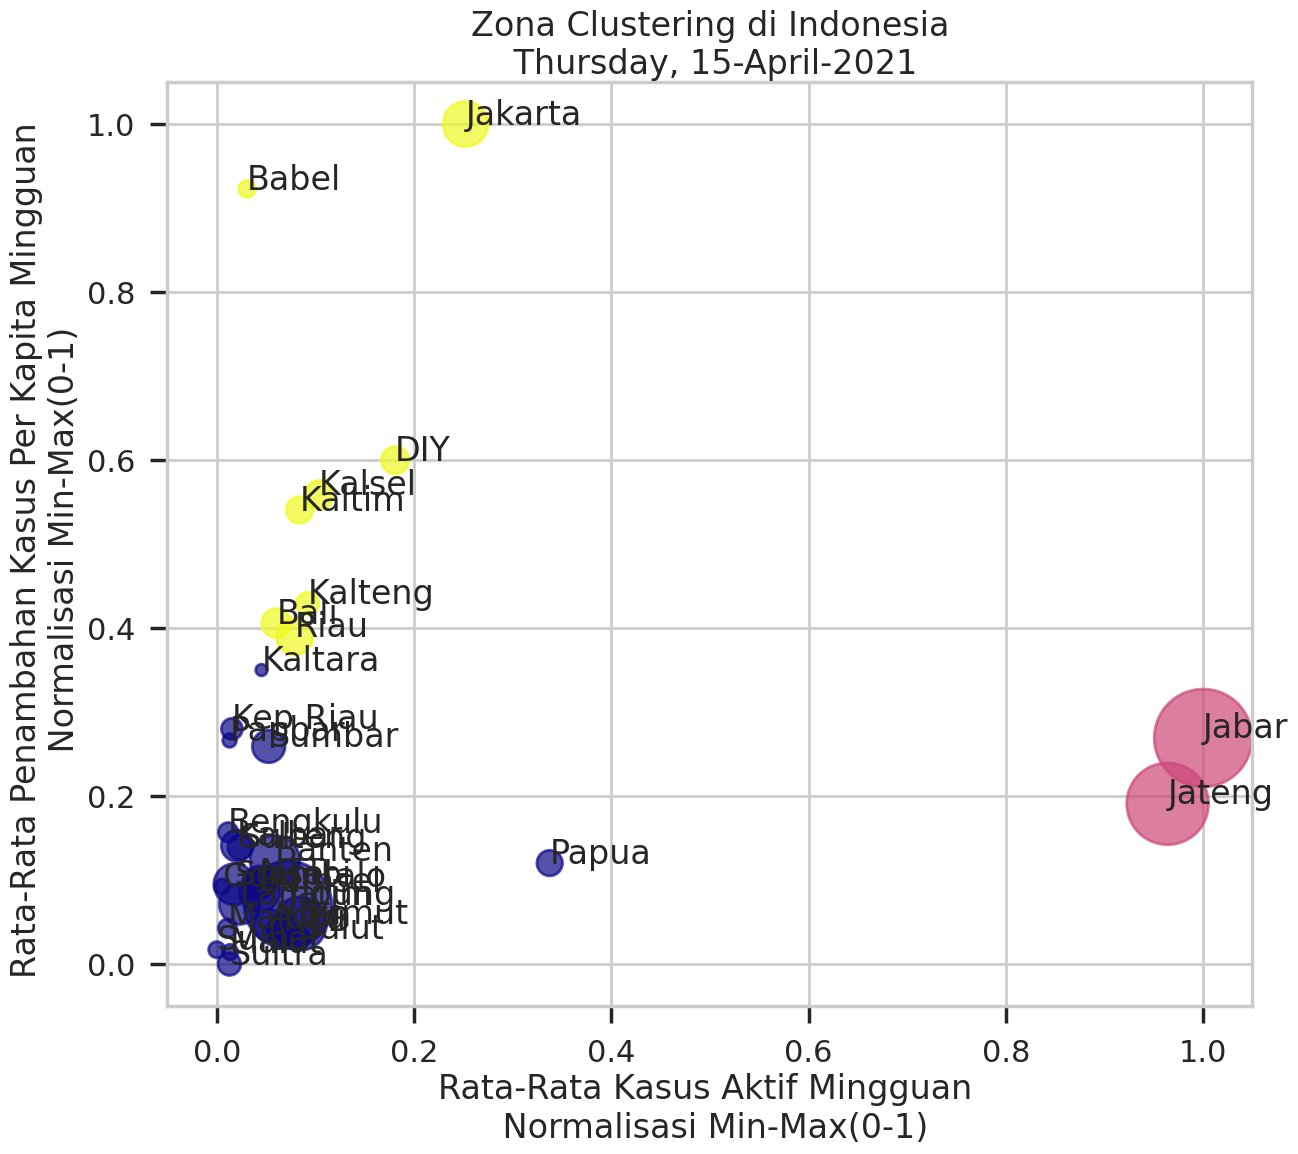 Zona Clustering di Indonesia
Thursday, 15-April-2021
Rata-Rata Penambahan Kasus Per Kapita Mingguan
Normalisasi Min-Max(0-1)
1.0
0.8
0.6
0.4
0.2
0.0
Jakarta
Babel
DIY
Kalsel
Kaltim
Kalteng
Bali
Riau
Kaltara
Kep Riau
Papbar
Sumbar
Jabar
Jateng
Bengkulu
Kalbar
Sulteng
Banten
Papua
Sultra
0.0 0.2 0.4 0.6 0.8 1.0
Rata-Rata Kasus Aktif Mingguan
Normalisasi Min-Max(0-1)